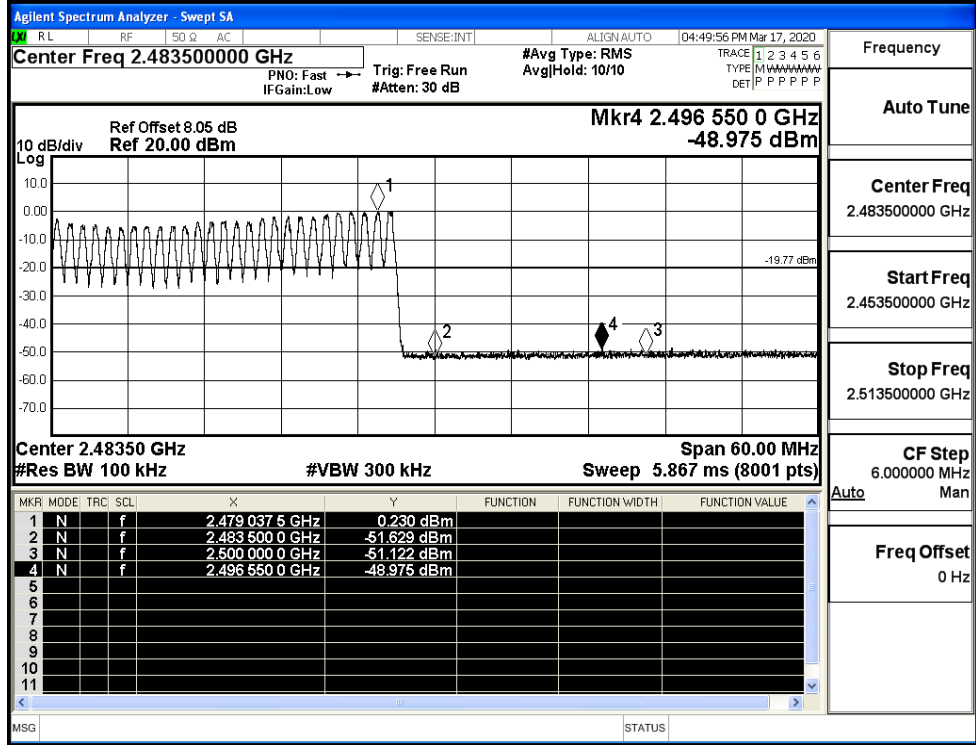 Agilent Spectrum Analyzer - Swept SA
LXI RL RF 50 Ω AC SENSE:INT ALIGN AUTO 04:49:56 PM Mar 17, 2020
Center Freq 2.483500000 GHz
PNO: Fast
IFGain:Low
Trig: Free Run
#Atten: 30 dB
#Avg Type: RMS
Avg|Hold: 10/10
TRACE 1 2 3 4 5 6
TYPE M WWWWW
DET P P P P P P
Ref Offset 8.05 dB
10 dB/div Ref 20.00 dBm
Log
Mkr4 2.496 550 0 GHz
-48.975 dBm
10.0
0.00
-10.0
-20.0
-30.0
-40.0
-50.0
-60.0
-70.0
1
2
4
3
-19.77 dBm
Center 2.48350 GHz Span 60.00 MHz
#Res BW 100 kHz #VBW 300 kHz Sweep 5.867 ms (8001 pts)
MKR MODE TRC SCL X Y FUNCTION FUNCTION WIDTH FUNCTION VALUE
1 N f 2.479 037 5 GHz 0.230 dBm
2 N f 2.483 500 0 GHz -51.629 dBm
3 N f 2.500 000 0 GHz -51.122 dBm
4 N f 2.496 550 0 GHz -48.975 dBm
5
6
7
8
9
10
11
MSG STATUS
Frequency
Auto Tune
Center Freq
2.483500000 GHz
Start Freq
2.453500000 GHz
Stop Freq
2.513500000 GHz
CF Step
6.000000 MHz
Auto Man
Freq Offset
0 Hz